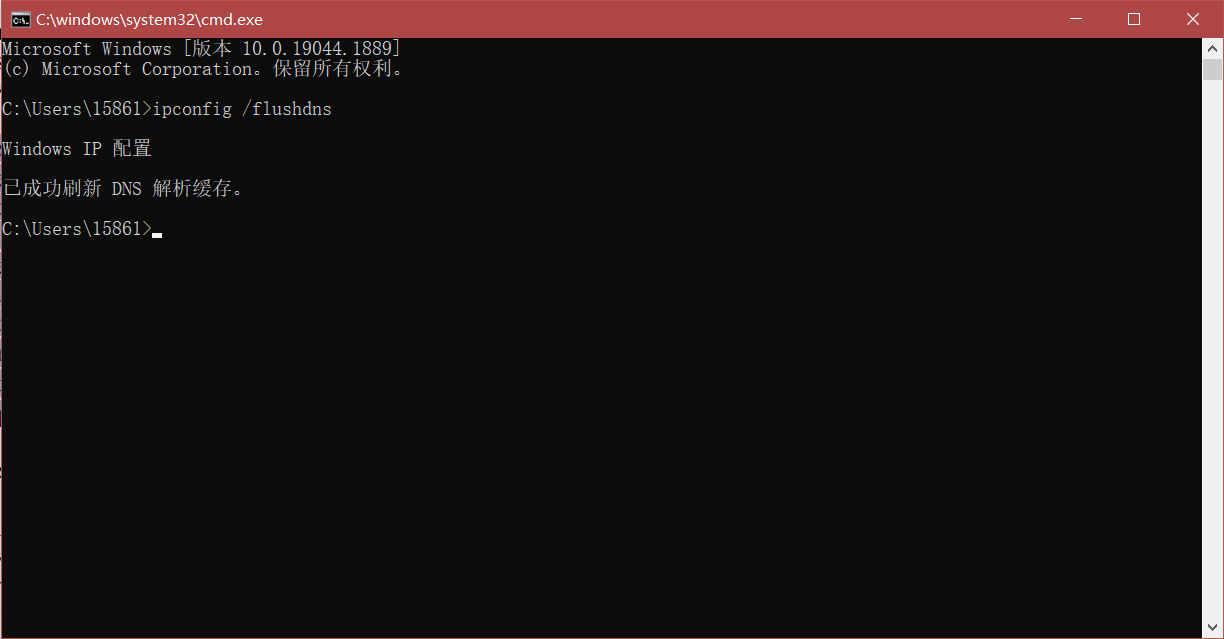 C:\windows\system32\cmd.exe
Microsoft Windows [版本 10.0.19044.1889]
(c) Microsoft Corporation。保留所有权利。
C:\Users\15861>ipconfig /flushdns
Windows IP 配置
已成功刷新 DNS 解析缓存。
C:\Users\15861>